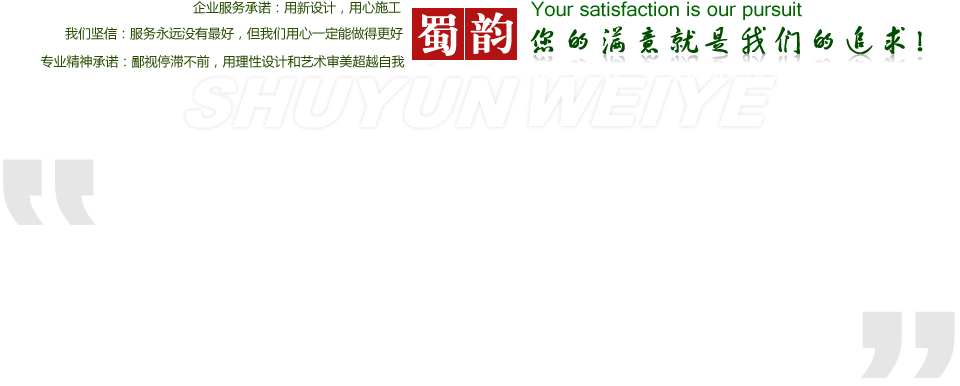 企业服务承诺：用新设计，用心施工
我们坚信：服务永远没有最好，但我们用心一定能做得更好
专业精神承诺：鄙视停滞不前，用理性设计和艺术审美超越自我
蜀韵
Your satisfaction is our pursuit
您的满意就是我们的追求!
SHUYUN WEIYE